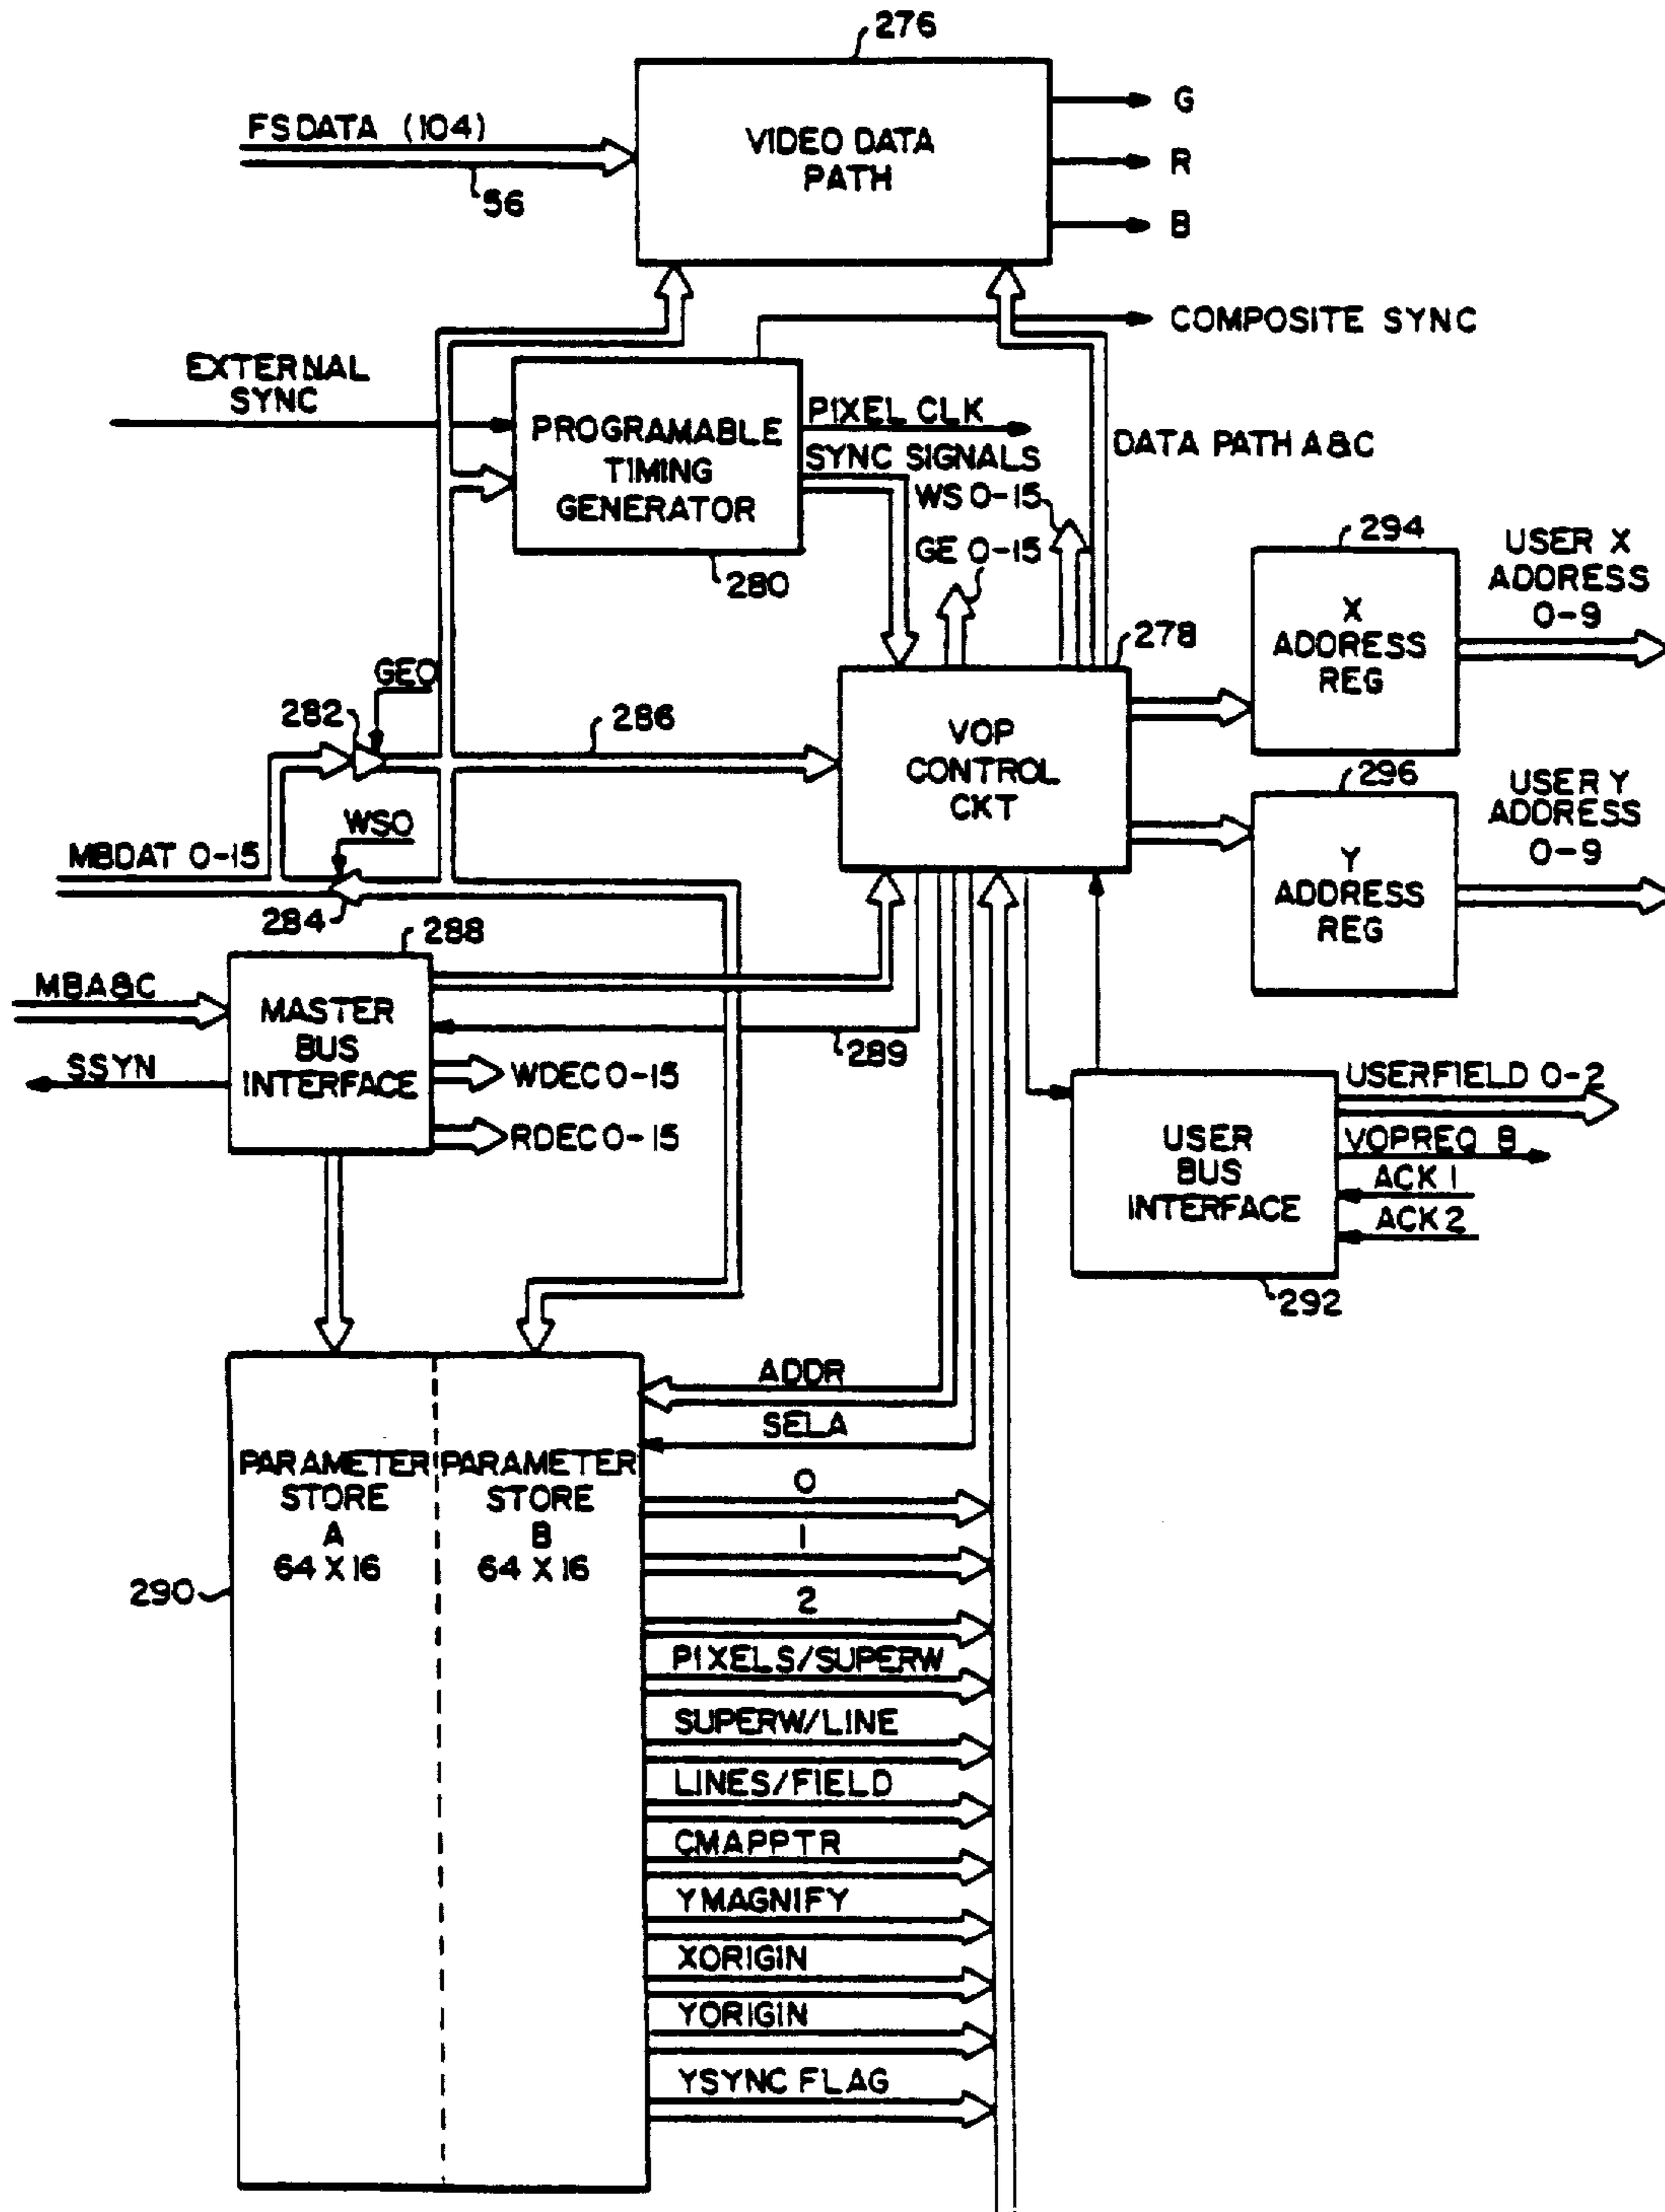 276
FSDATA (104)
56
VIDEO DATA
PATH
G
R
B
COMPOSITE SYNC
EXTERNAL
SYNC
PROGRAMABLE
TIMING
GENERATOR
280
PIXEL CLK
SYNC SIGNALS
WS 0-15
GE 0-15
DATA PATH A&C
294
X
ADDRESS
REG
USER X
ADDRESS
0-9
278
VOP
CONTROL
CKT
296
Y
ADDRESS
REG
USER Y
ADDRESS
0-9
GE0
282
286
WS0
MBDAT 0-15
284
288
MBA&C
SSYN
MASTER
BUS
INTERFACE
WDEC 0-15
RDEC 0-15
289
USER
BUS
INTERFACE
292
USERFIELD 0-2
VOPREQ 8
ACK 1
ACK 2
ADDR
SELA
290
PARAMETER
STORE
A
64 X 16
PARAMETER
STORE
B
64 X 16
0
1
2
PIXELS/SUPERW
SUPERW/LINE
LINES/FIELD
CMAPPTR
YMAGNIFY
XORIGIN
YORIGIN
YSYNC FLAG